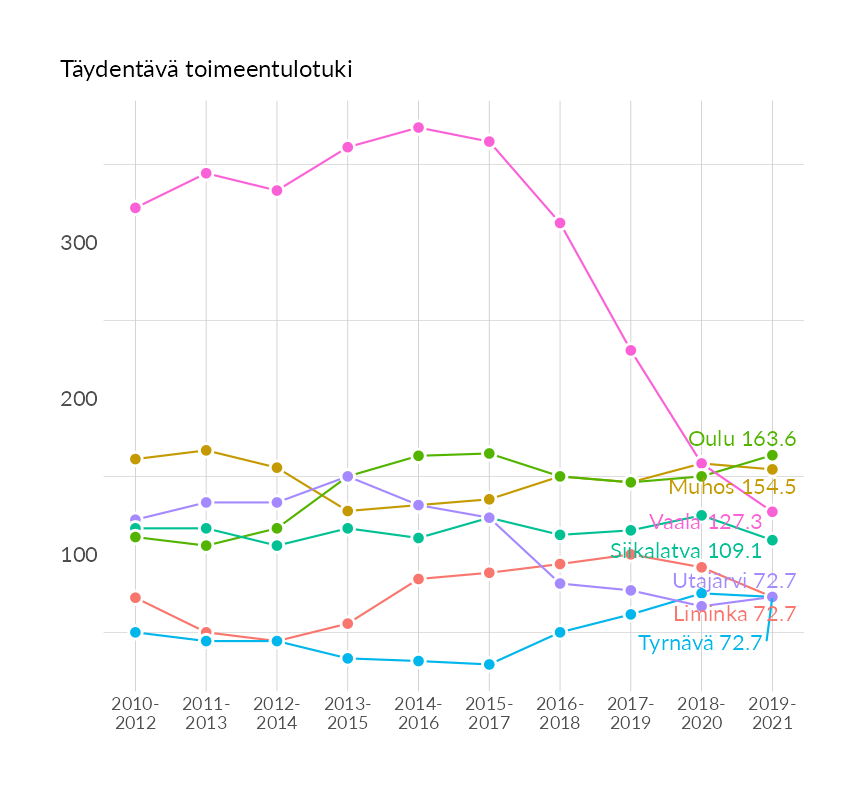 Täydentävä toimeentulotuki
300
200
100
Oulu 163.6
Muhos 154.5
Vaala 127.3
Siikalatva 109.1
Utajärvi 72.7
Liminka 72.7
Tyrnävä 72.7
2010-
2012
2011-
2013
2012-
2014
2013-
2015
2014-
2016
2015-
2017
2016-
2018
2017-
2019
2018-
2020
2019-
2021